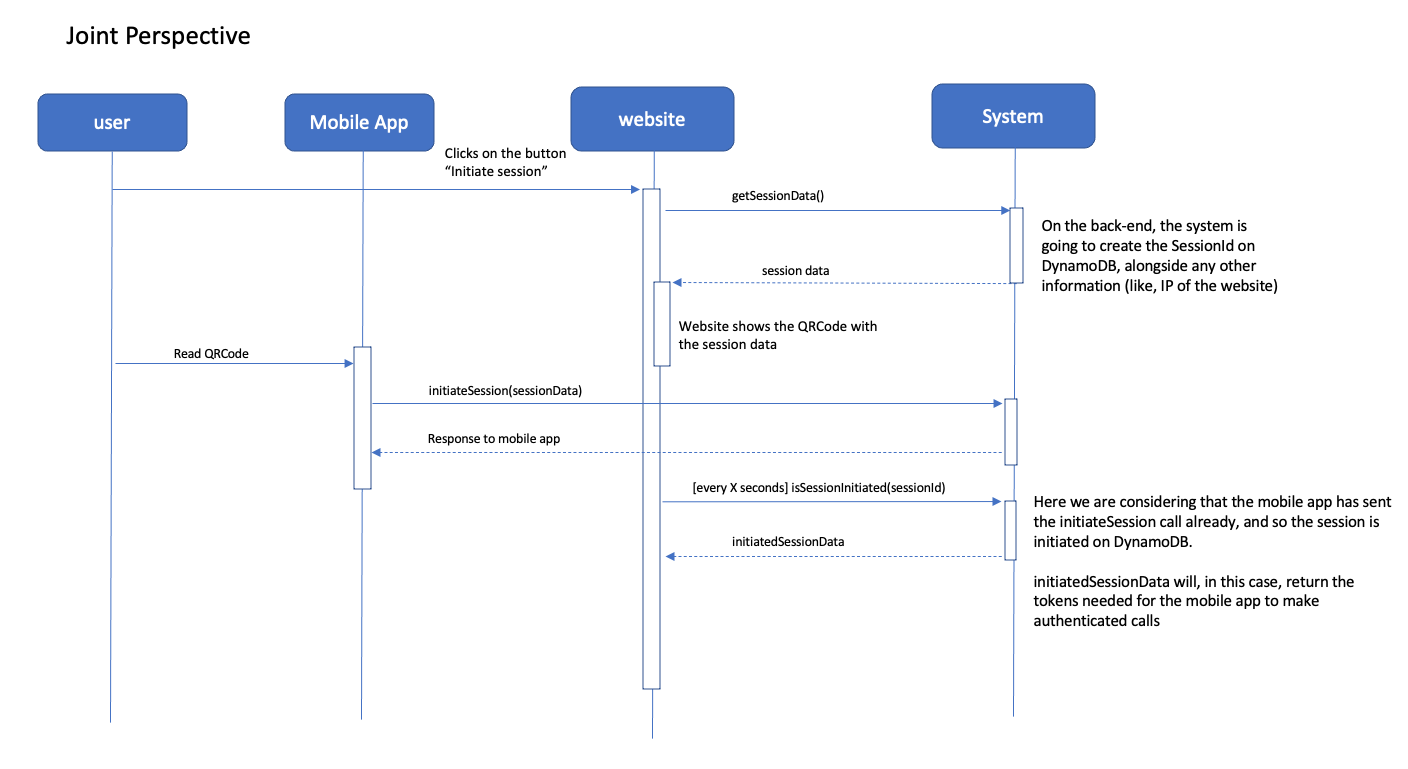 Joint Perspective
user
Mobile App
website
System
Clicks on the button
“Initiate session”
getSessionData()
On the back-end, the system is
going to create the SessionId on
DynamoDB, alongside any other
information (like, IP of the website)
session data
Website shows the QRCode with
the session data
Read QRCode
initiateSession(sessionData)
Response to mobile app
[every X seconds] isSessionInitiated(sessionId)
Here we are considering that the mobile app has sent
the initiateSession call already, and so the session is
initiated on DynamoDB.
initiatedSessionData
initiatedSessionData will, in this case, return the
tokens needed for the mobile app to make
authenticated calls